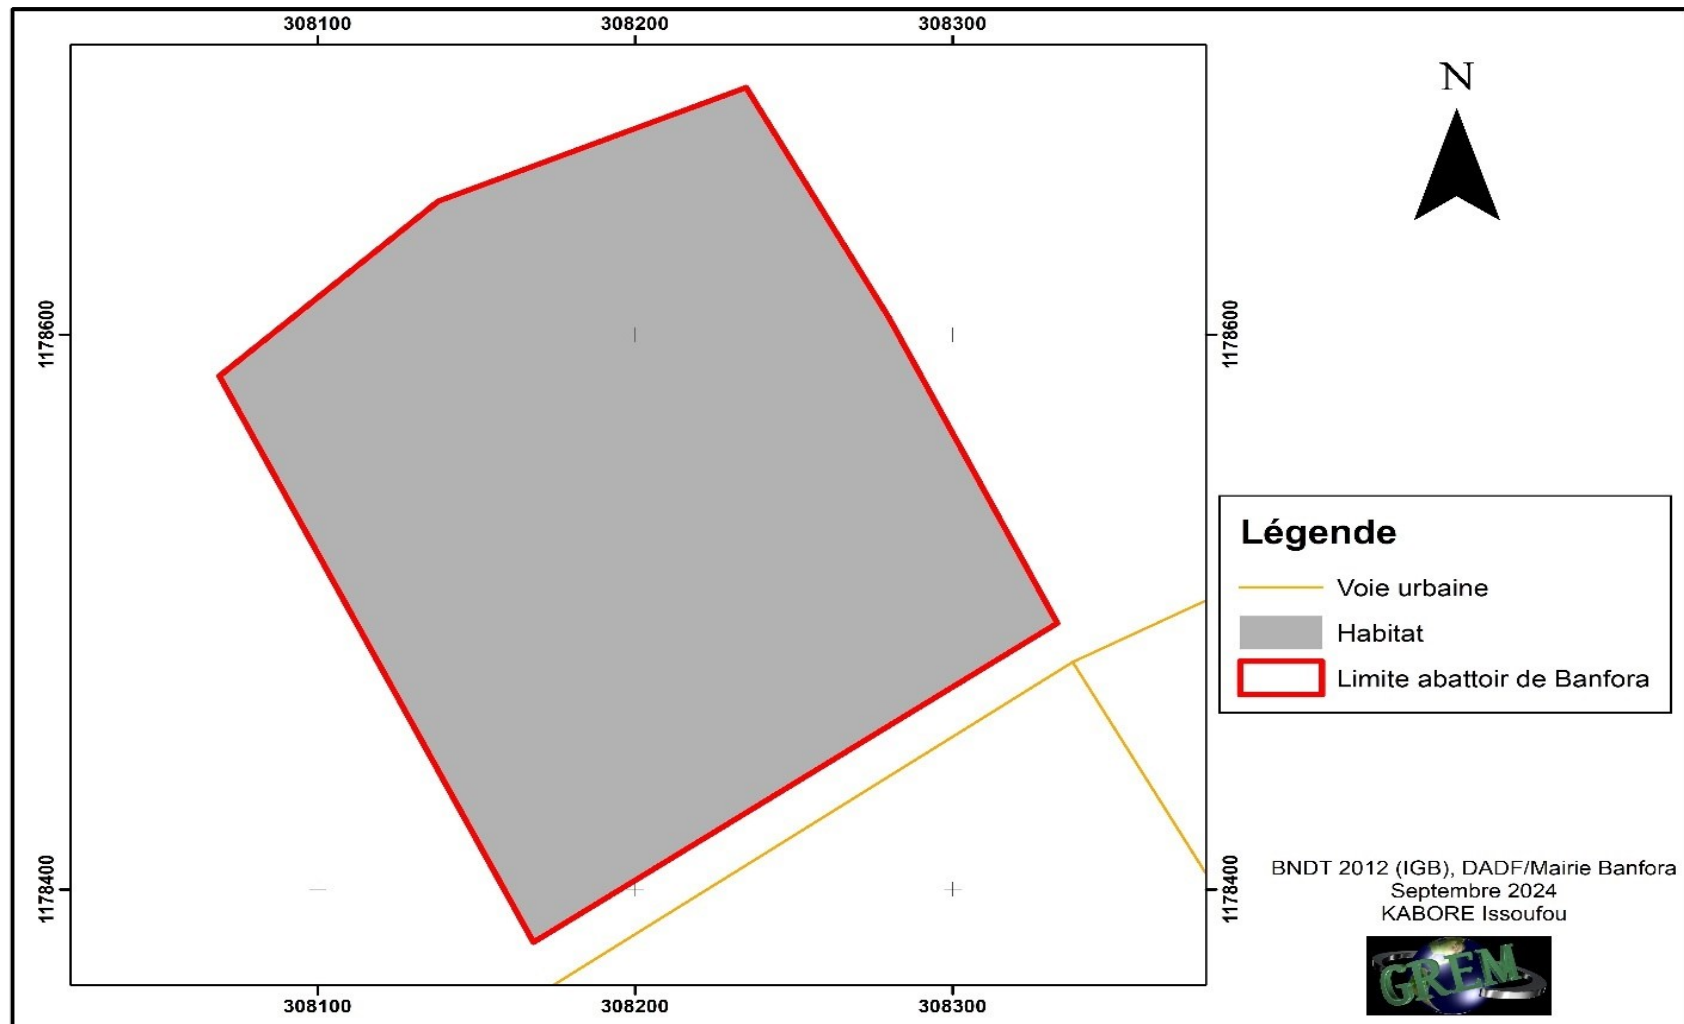 308100 308200 308300
N
1178600 1178600
Légende
Voie urbaine
Habitat
Limite abattoir de Banfora
1178400 1178400
BNDT 2012 (IGB), DADF/Mairie Banfora
Septembre 2024
KABORE Issoufou
GREM
308100 308200 308300